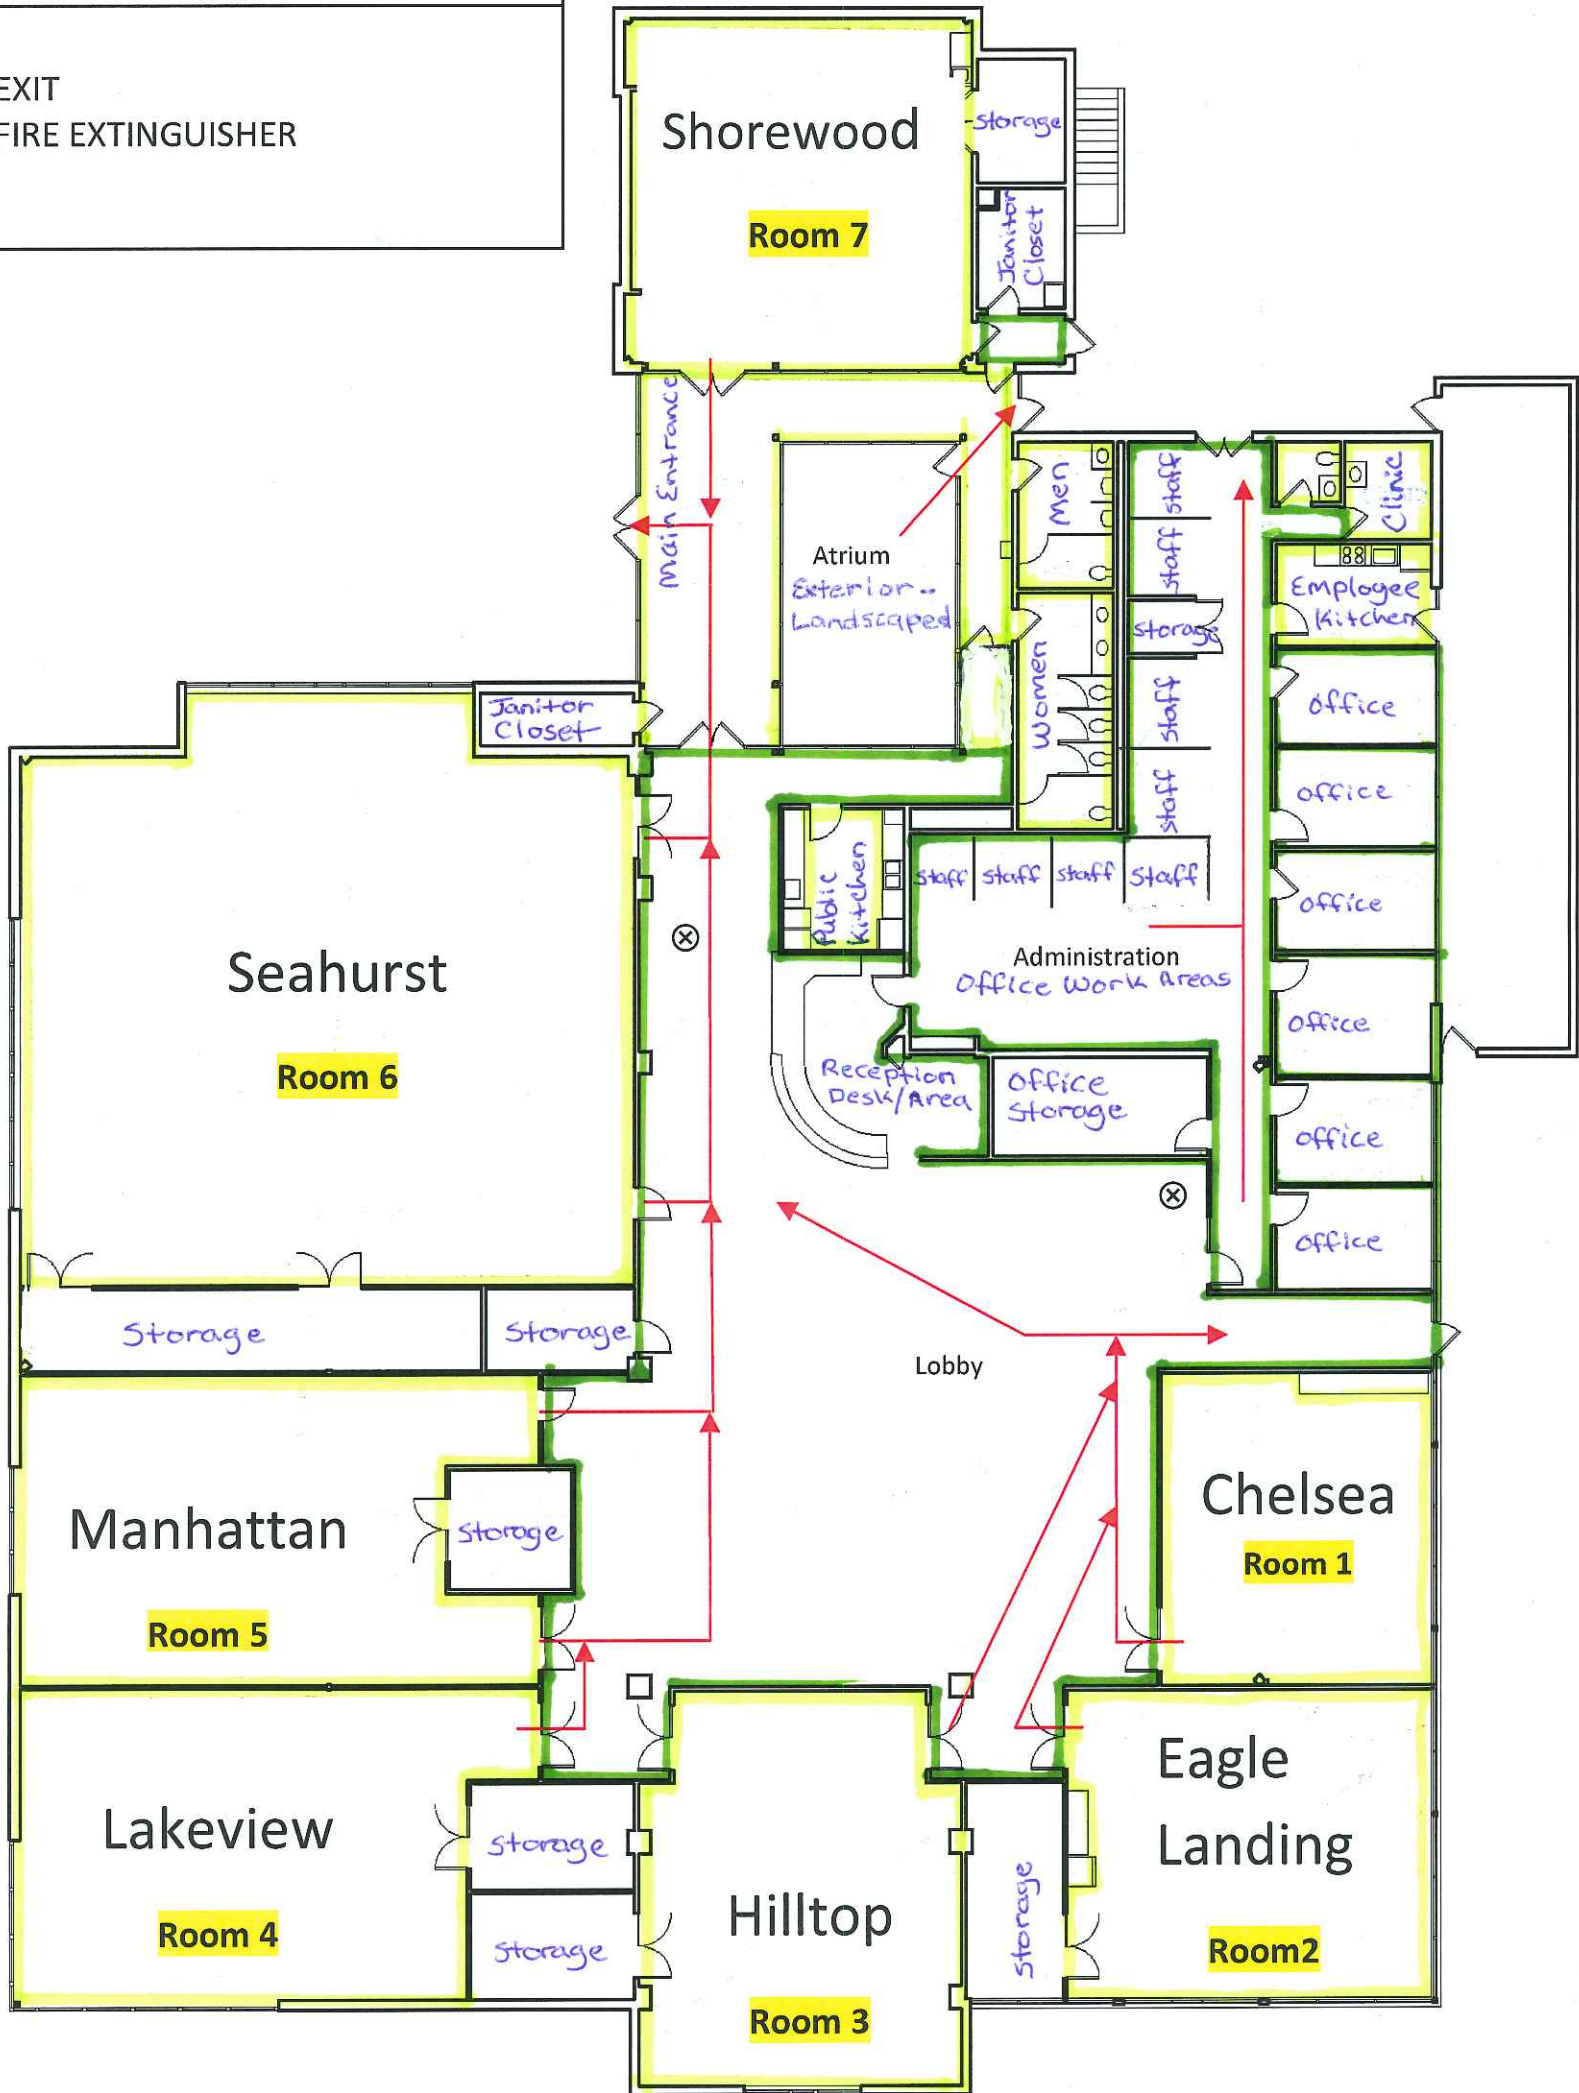 EXIT
FIRE EXTINGUISHER
Shorewood
Room 7
Storage
Janitor
Closet
Main Entrance
Atrium
Exterior--
Landscaped
Men
Women
staff
staff
storage
staff
staff
Clinic
Employee
Kitchen
office
office
office
office
office
office
Janitor
Closet
Public
Kitchen
staff
staff
staff
staff
Administration
Office Work Areas
Reception
Desk/Area
Office
Storage
Seahurst
Room 6
Storage
Storage
Lobby
Manhattan
Storage
Room 5
Chelsea
Room 1
Lakeview
Room 4
Storage
Storage
Hilltop
Room 3
Storage
Eagle
Landing
Room2